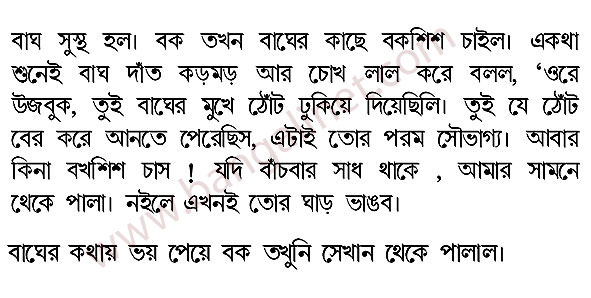 বাঘ সুস্থ হল। বক তখন বাঘের কাছে বকশিশ চাইল। একথা
শুনেই বাঘ দাঁত কড়মড় আর চোখ লাল করে বলল, ‘ওরে
উজবুক, তুই বাঘের মুখে ঠোঁট ঢুকিয়ে দিয়েছিলি। তুই যে ঠোঁট
বের করে আনতে পেরেছিস, এটাই তোর পরম সৌভাগ্য। আবার
কিনা বখশিশ চাস ! যদি বাঁচবার সাধ থাকে , আমার সামনে
থেকে পালা। নইলে এখনই তোর ঘাড় ভাঙব।
বাঘের কথায় ভয় পেয়ে বক তখুনি সেখান থেকে পালাল।